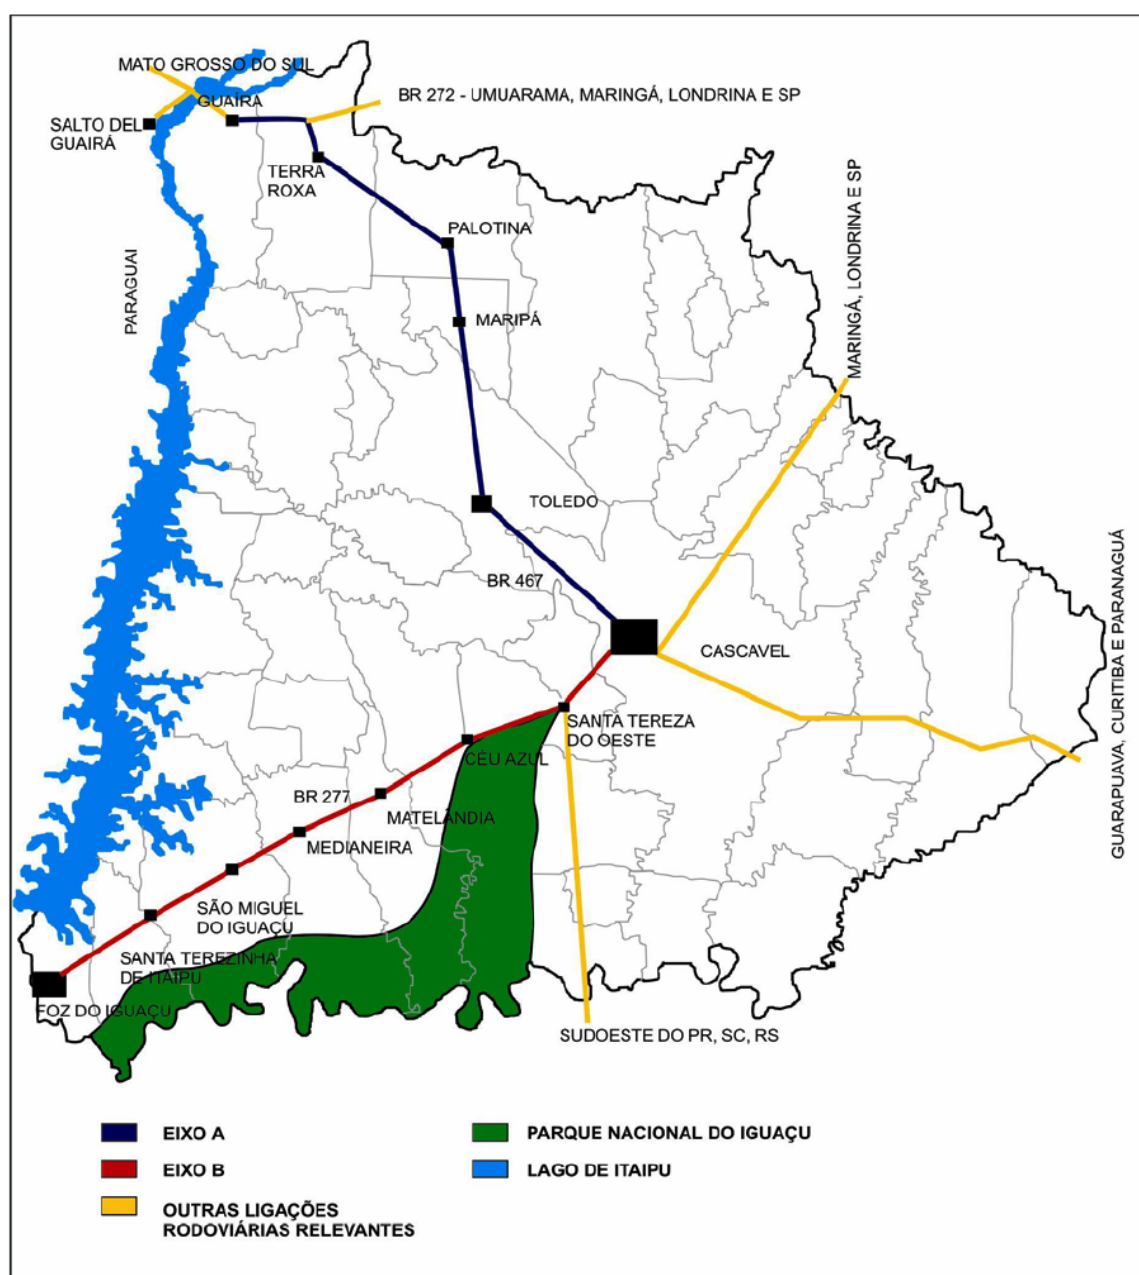 MATO GROSSO DO SUL
BR 272 - UMUARAMA, MARINGÁ, LONDRINA E SP
GUAÍRA
SALTO DEL
GUAIRÁ
TERRA
ROXA
PALOTINA
PARAGUAI
MARIPÁ
MARINGÁ, LONDRINA E SP
TOLEDO
BR 467
CASCAVEL
GUARAPUAVA, CURITIBA E PARANAGUÁ
SANTA TEREZA
DO OESTE
CÉU AZUL
BR 277
MATELÂNDIA
MEDIANEIRA
SÃO MIGUEL
DO IGUAÇU
SANTA TEREZINHA
DE ITAIPU
FOZ DO IGUAÇU
SUDOESTE DO PR, SC, RS
EIXO A
EIXO B
OUTRAS LIGAÇÕES
RODOVIÁRIAS RELEVANTES
PARQUE NACIONAL DO IGUAÇU
LAGO DE ITAIPU